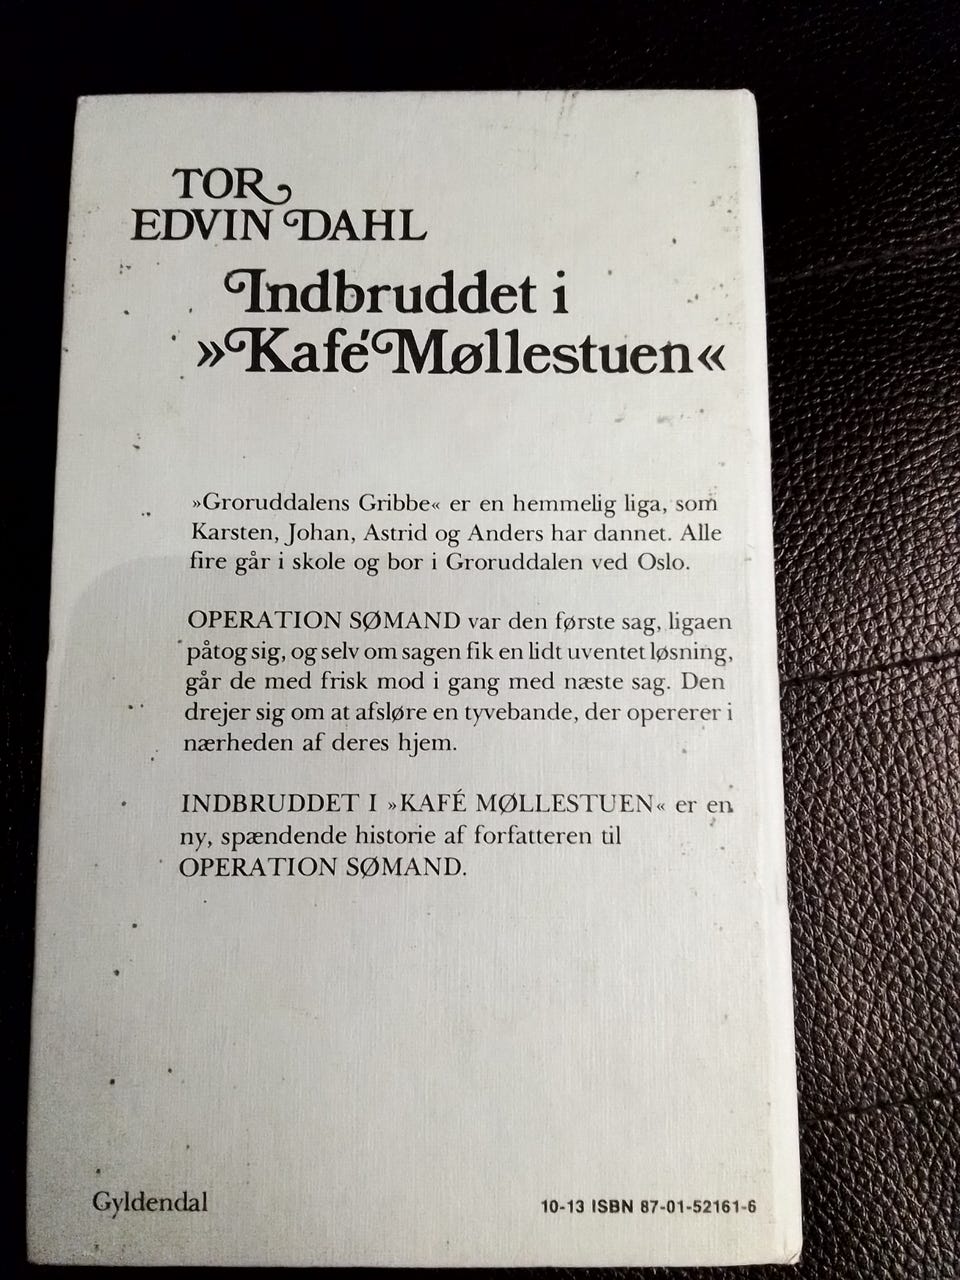 TOR
EDVIN DAHL
Indbruddet i
»Kafé Møllestuen«
»Groruddalens Gribbe« er en hemmelig liga, som
Karsten, Johan, Astrid og Anders har dannet. Alle
fire går i skole og bor i Groruddalen ved Oslo.
OPERATION SØMAND var den første sag, ligaen
påtog sig, og selv om sagen fik en lidt uventet løsning,
går de med frisk mod i gang med næste sag. Den
drejer sig om at afsløre en tyvebande, der opererer i
nærheden af deres hjem.
INDBRUDDET I »KAFÉ MØLLESTUEN« er en
ny, spændende historie af forfatteren til
OPERATION SØMAND.
Gyldendal
10-13 ISBN 87-01-52161-6